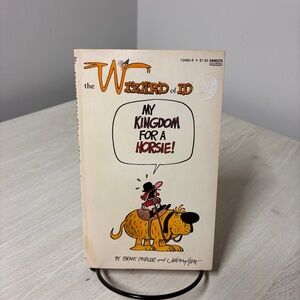 the WIZARD of ID
MY
KINGDOM
FOR A
HORSIE!
BY BRANT PARKER and Johnny Hart